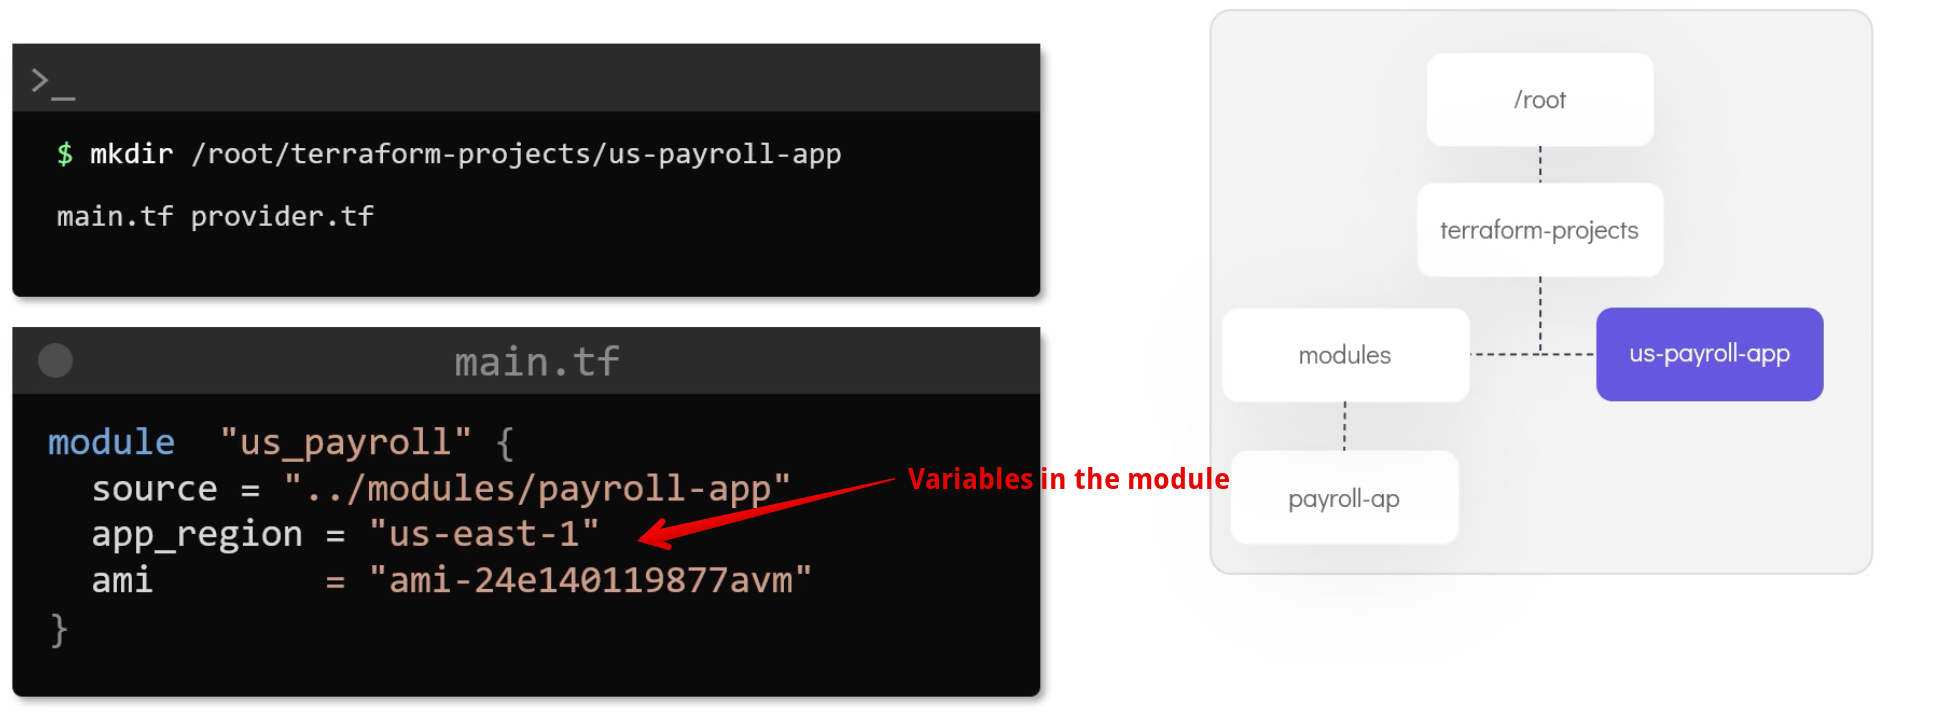 >_
$ mkdir /root/terraform-projects/us-payroll-app
main.tf provider.tf
main.tf
module "us_payroll" {
source = "../modules/payroll-app"
app_region = "us-east-1"
ami = "ami-24e140119877avm"
}
Variables in the module
/root
terraform-projects
modules
us-payroll-app
payroll-ap